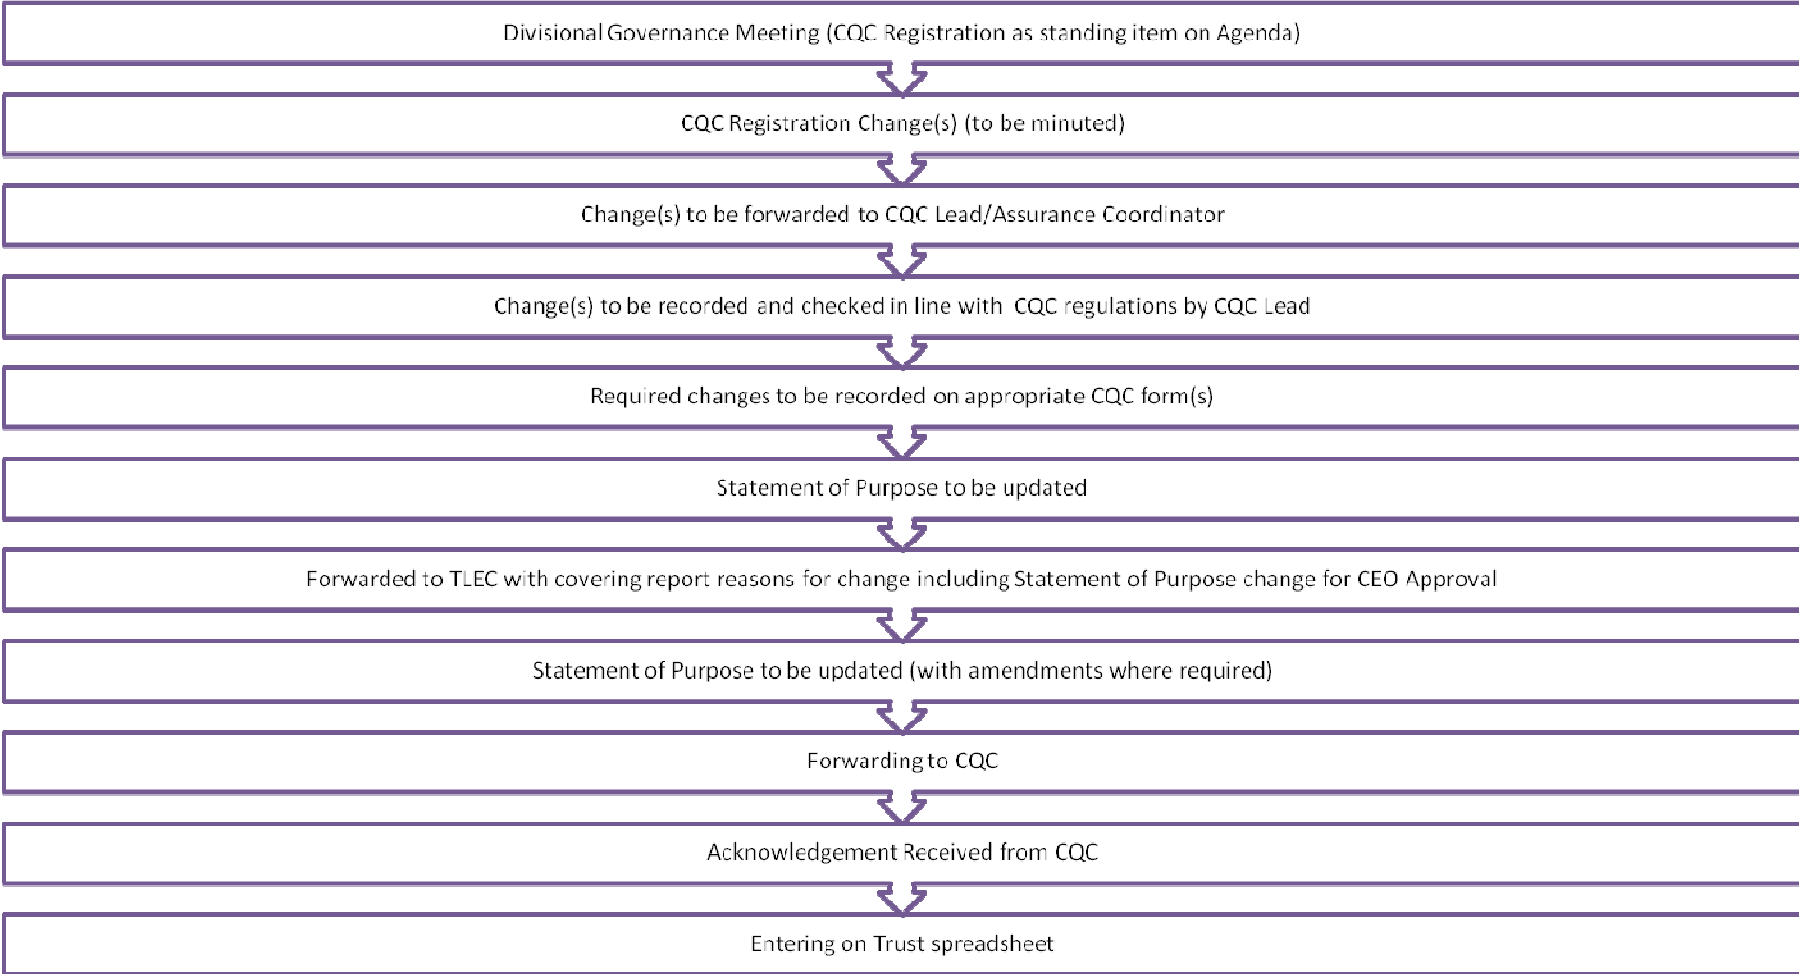 Divisional Governance Meeting (CQC Registration as standing item on Agenda)
CQC Registration Change(s) (to be minuted)
Change(s) to be forwarded to CQC Lead/Assurance Coordinator
Change(s) to be recorded and checked in line with CQC regulations by CQC Lead
Required changes to be recorded on appropriate CQC form(s)
Statement of Purpose to be updated
Forwarded to TLEC with covering report reasons for change including Statement of Purpose change for CEO Approval
Statement of Purpose to be updated (with amendments where required)
Forwarding to CQC
Acknowledgement Received from CQC
Entering on Trust spreadsheet